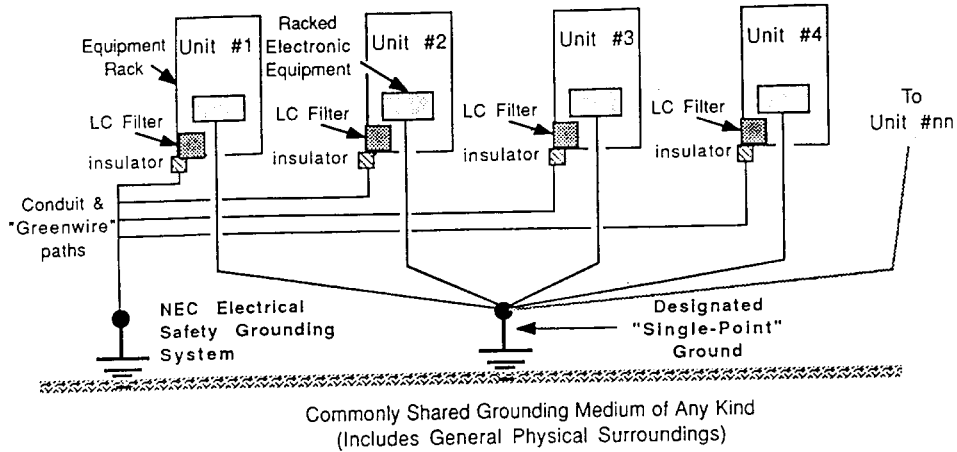 Equipment
Rack
Unit #1
Racked
Electronic
Equipment
Unit #2
Unit #3
Unit #4
LC Filter
insulator
LC Filter
insulator
LC Filter
insulator
LC Filter
insulator
To
Unit #nn
Conduit &
"Greenwire"
paths
NEC Electrical
Safety Grounding
System
Designated
"Single-Point"
Ground
Commonly Shared Grounding Medium of Any Kind
(Includes General Physical Surroundings)